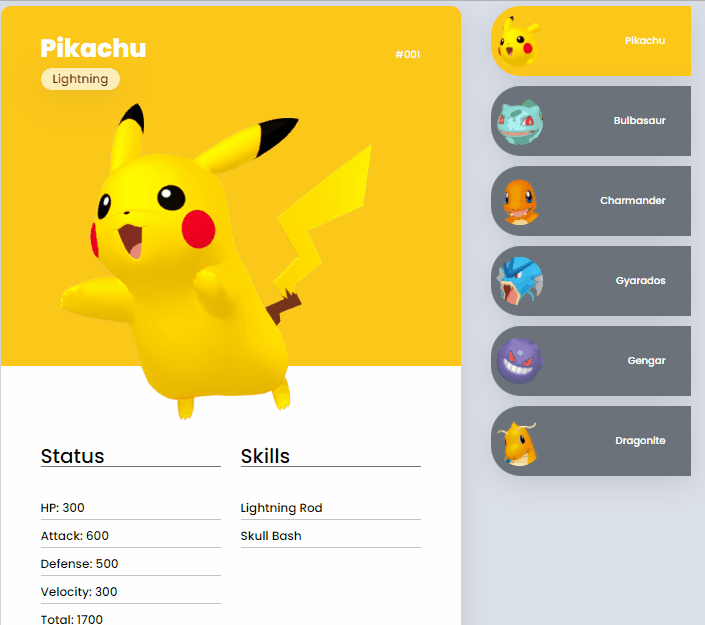 Pikachu
#001
Lightning
Status
HP: 300
Attack: 600
Defense: 500
Velocity: 300
Total: 1700
Skills
Lightning Rod
Skull Bash
Pikachu
Bulbasaur
Charmander
Gyarados
Gengar
Dragonite